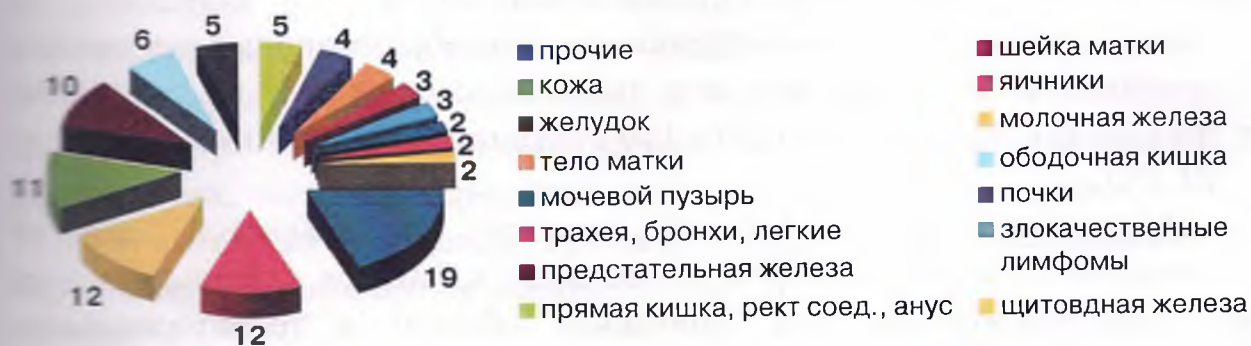 6
5
5
4
4
3
3
2
2
2
10
11
12
12
19
прочие
кожа
желудок
тело матки
мочевой пузырь
трахея, бронхи, легкие
предстательная железа
прямая кишка, рект соед., анус
шейка матки
яичники
молочная железа
ободочная кишка
почки
злокачественные
лимфомы
щитовдная железа